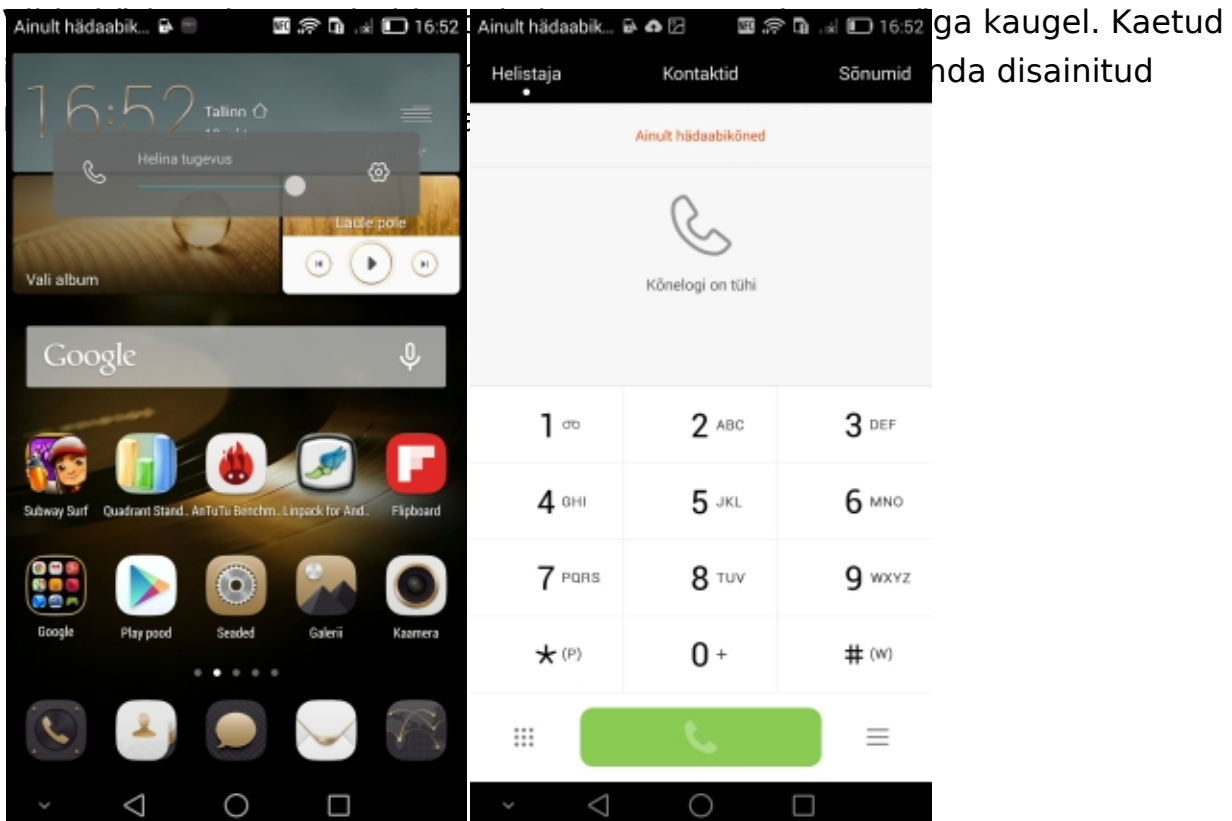 ga kaugel. Kaetud
nda disainitud
Ainult hädaabik... 16:52
16:52
Tallinn
Helina tugevus
Laule pole
Vali album
Google
Subway Surf Quadrant Stand.. AnTuTu Benchm.. Linpack for And.. Flipboard
Google Play pood Seaded Galerii Kaamera
Ainult hädaabik... NFC 16:52
Helistaja Kontaktid Sõnumid
Ainult hädaabikõned
Kõnelogi on tühi
1 2 ABC 3 DEF
4 GHI 5 JKL 6 MNO
7 PQRS 8 TUV 9 WXYZ
* (P) 0 + # (W)